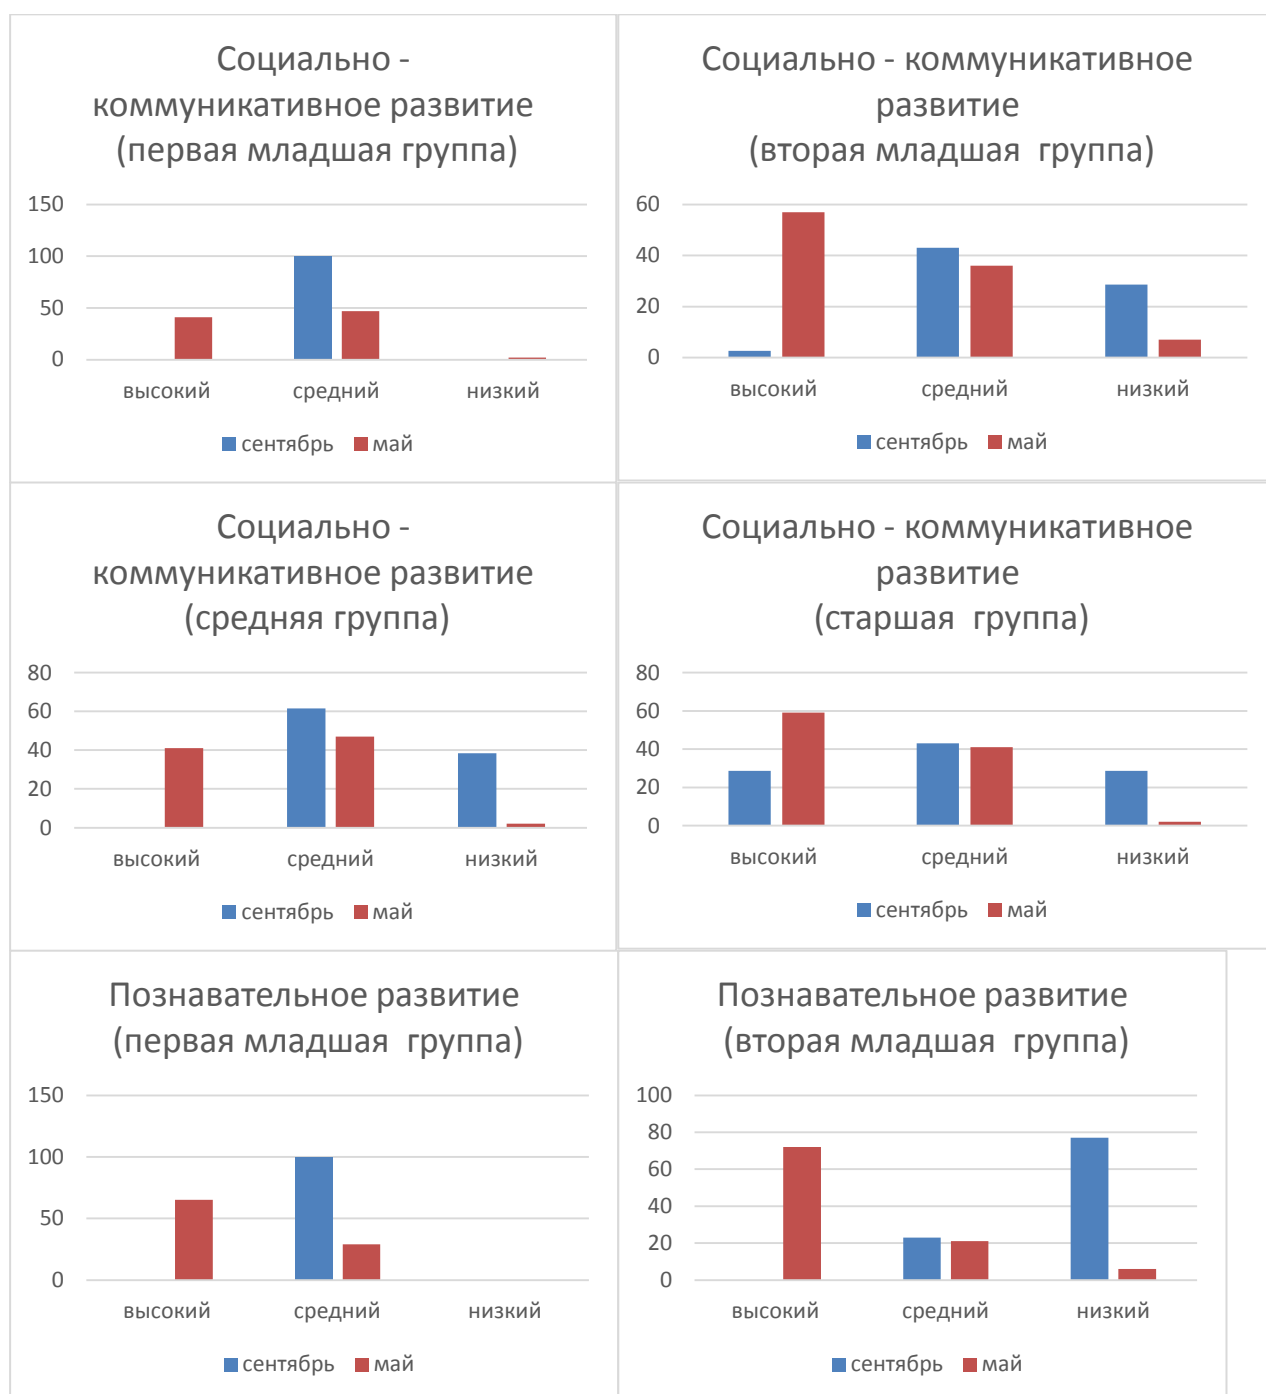 Социально -
коммуникативное развитие
(первая младшая группа)
150
100
50
0
высокий средний низкий
сентябрь май
Социально - коммуникативное
развитие
(вторая младшая группа)
60
40
20
0
высокий средний низкий
сентябрь май
Социально -
коммуникативное развитие
(средняя группа)
80
60
40
20
0
высокий средний низкий
сентябрь май
Социально - коммуникативное
развитие
(старшая группа)
80
60
40
20
0
высокий средний низкий
сентябрь май
Познавательное развитие
(первая младшая группа)
150
100
50
0
высокий средний низкий
сентябрь май
Познавательное развитие
(вторая младшая группа)
100
80
60
40
20
0
высокий средний низкий
сентябрь май